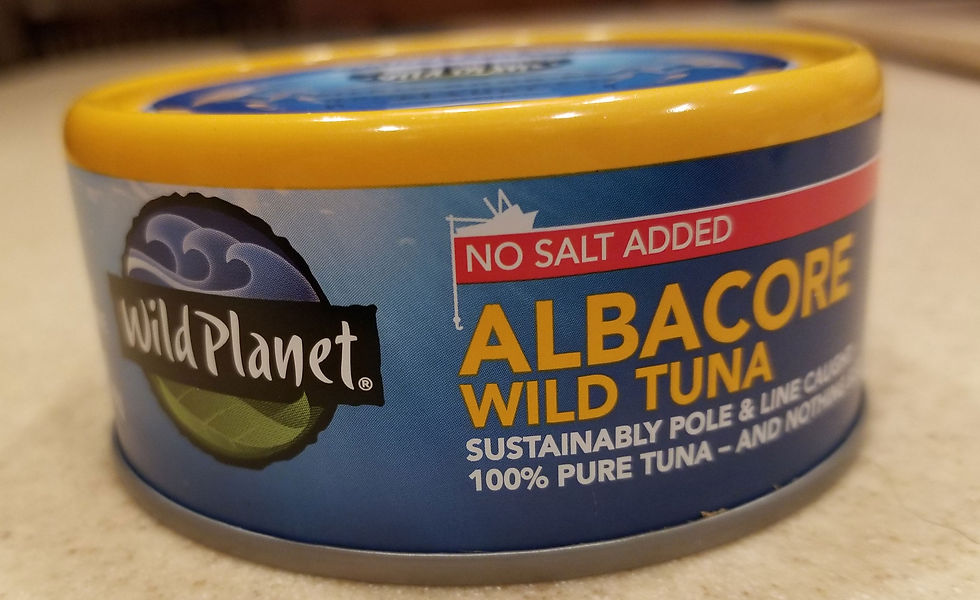 Wild Planet®
NO SALT ADDED
ALBACORE
WILD TUNA
SUSTAINABLY POLE & LINE CAUGHT
100% PURE TUNA – AND NOTHING